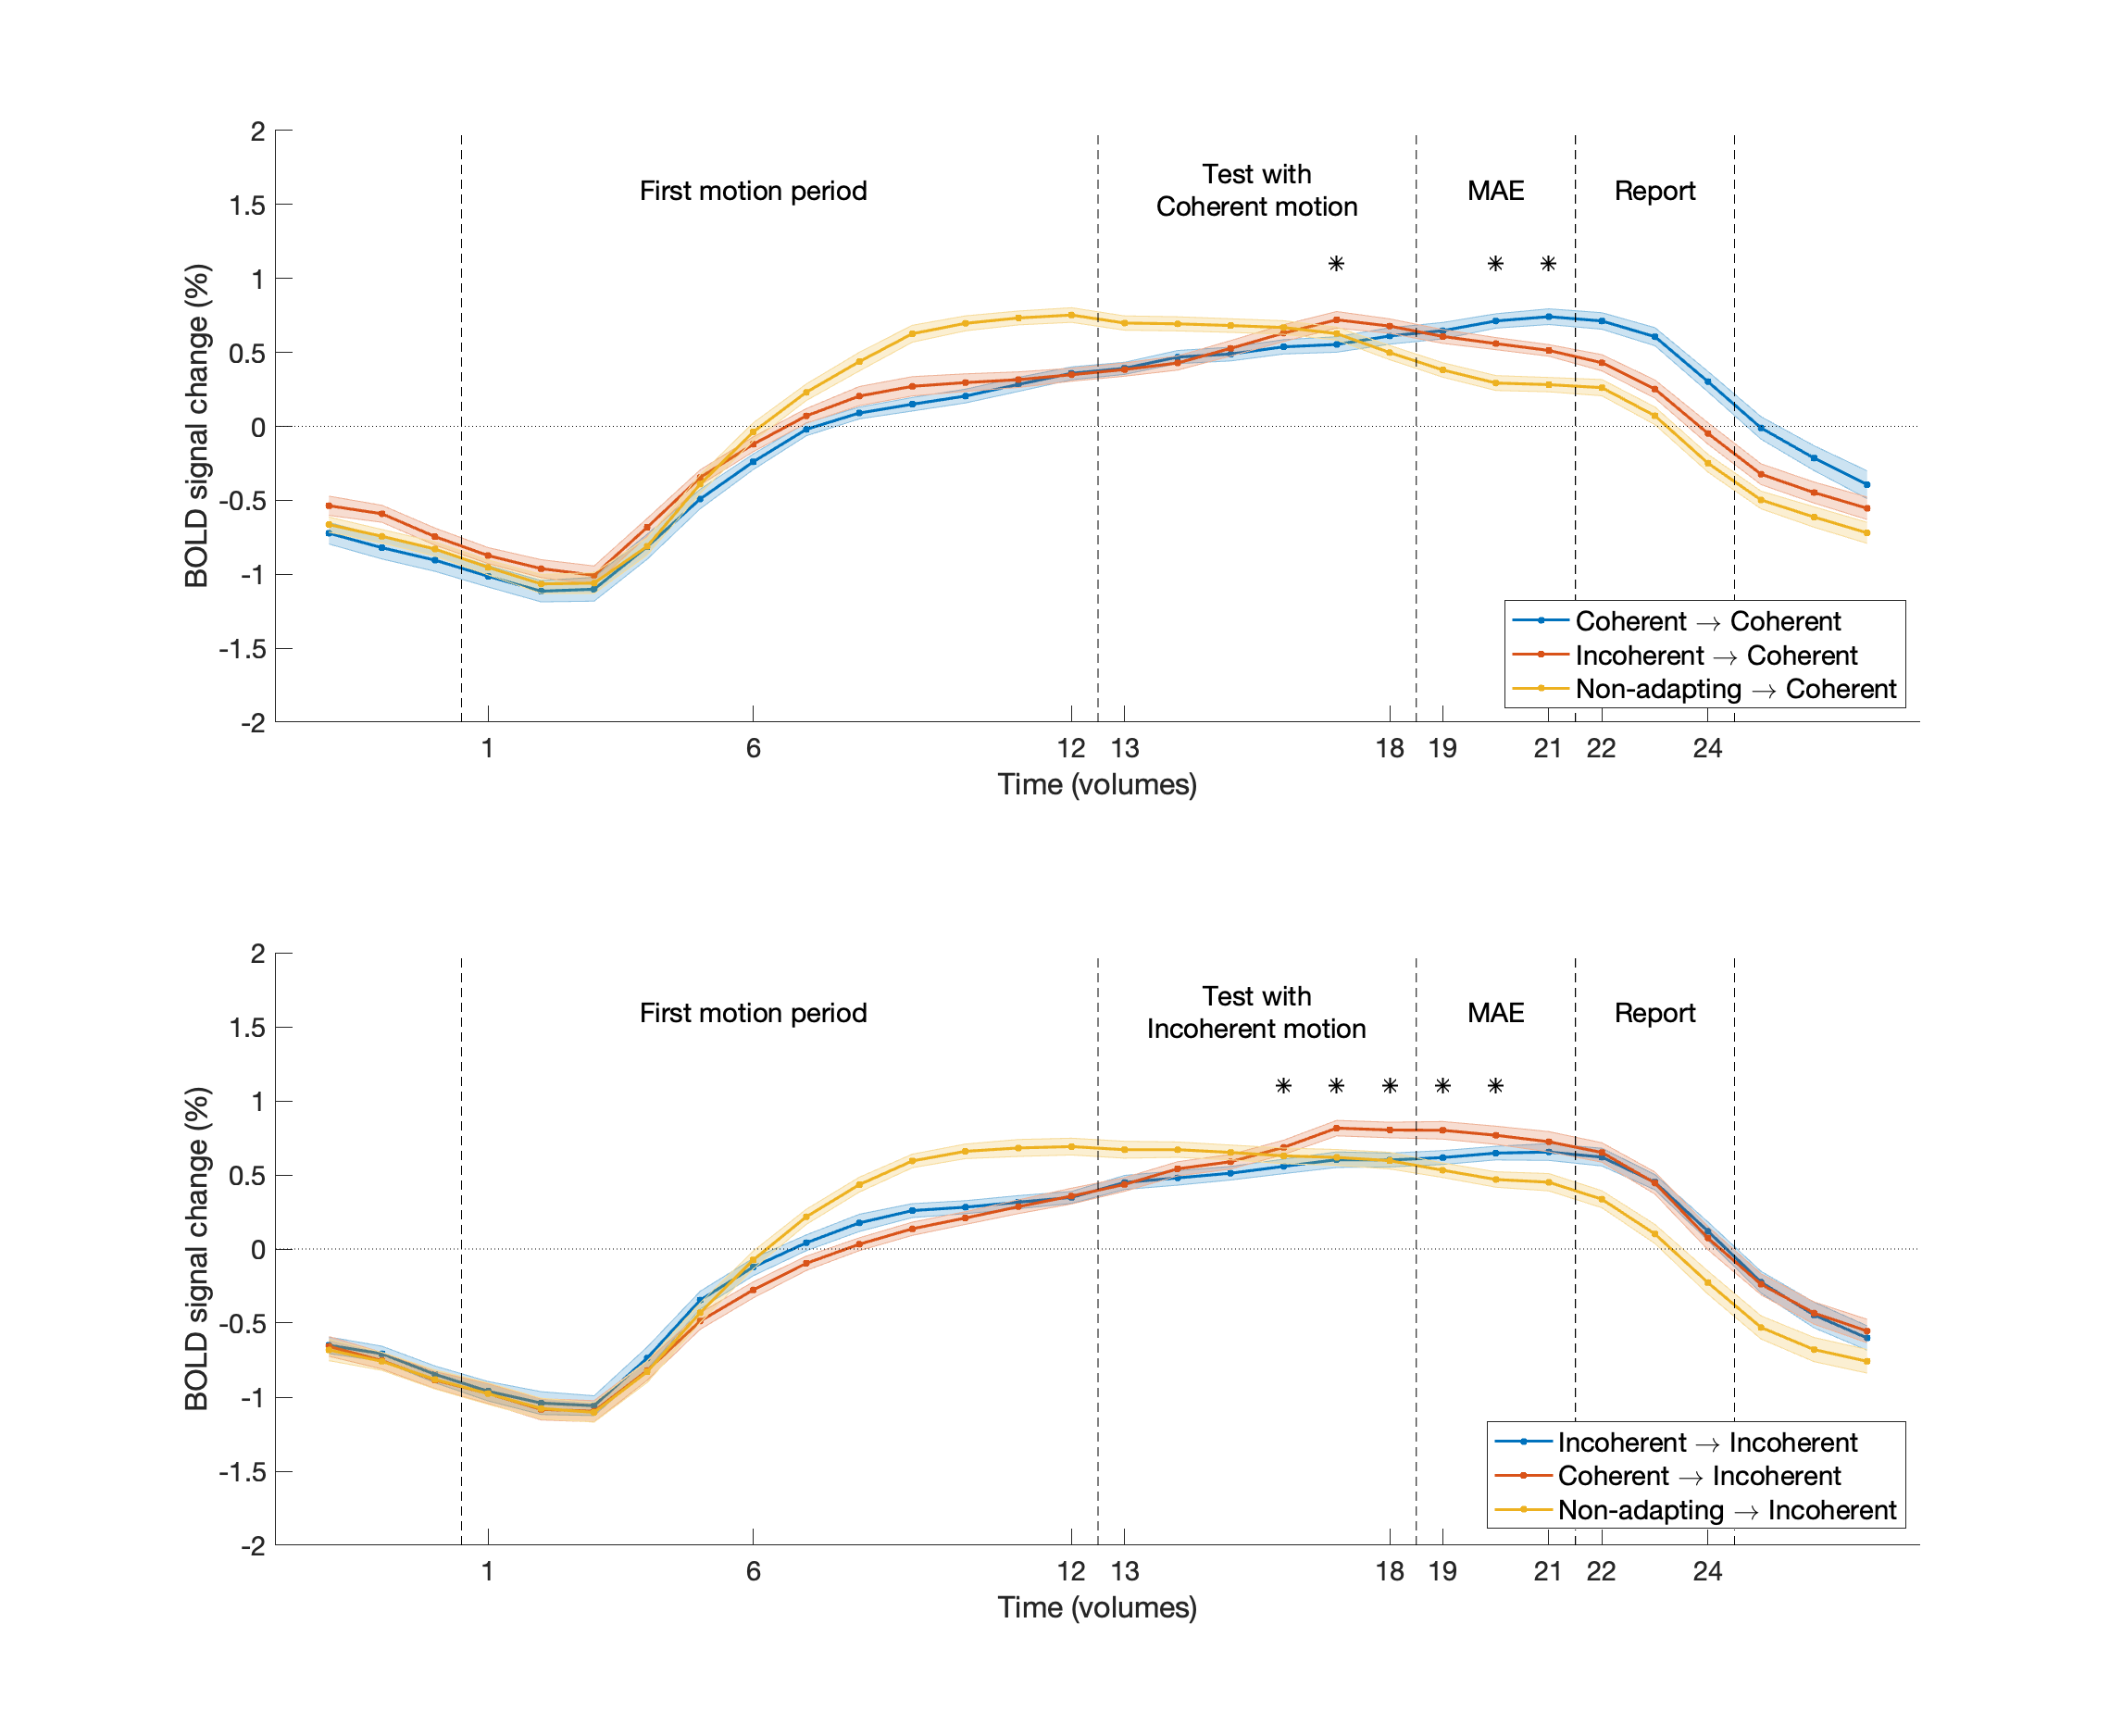 2
1.5
1
0.5
0
-0.5
-1
-1.5
-2
BOLD signal change (%)
First motion period
Test with
Coherent motion
MAE
Report
* * *
Coherent → Coherent
Incoherent → Coherent
Non-adapting → Coherent
1 6 12 13 18 19 21 22 24
Time (volumes)
2
1.5
1
0.5
0
-0.5
-1
-1.5
-2
BOLD signal change (%)
First motion period
Test with
Incoherent motion
MAE
Report
* * * * *
Incoherent → Incoherent
Coherent → Incoherent
Non-adapting → Incoherent
1 6 12 13 18 19 21 22 24
Time (volumes)